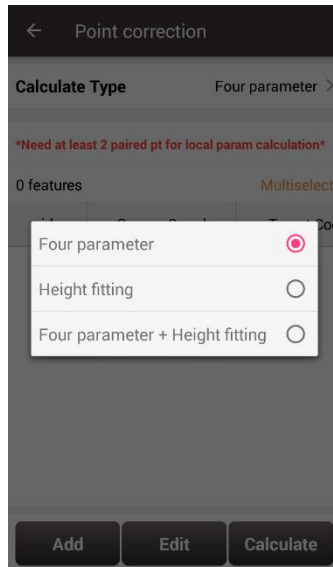 Point correction
Calculate Type Four parameter
*Need at least 2 paired pt for local param calculation*
0 features Multiselect
Four parameter
Height fitting
Four parameter + Height fitting
Add Edit Calculate